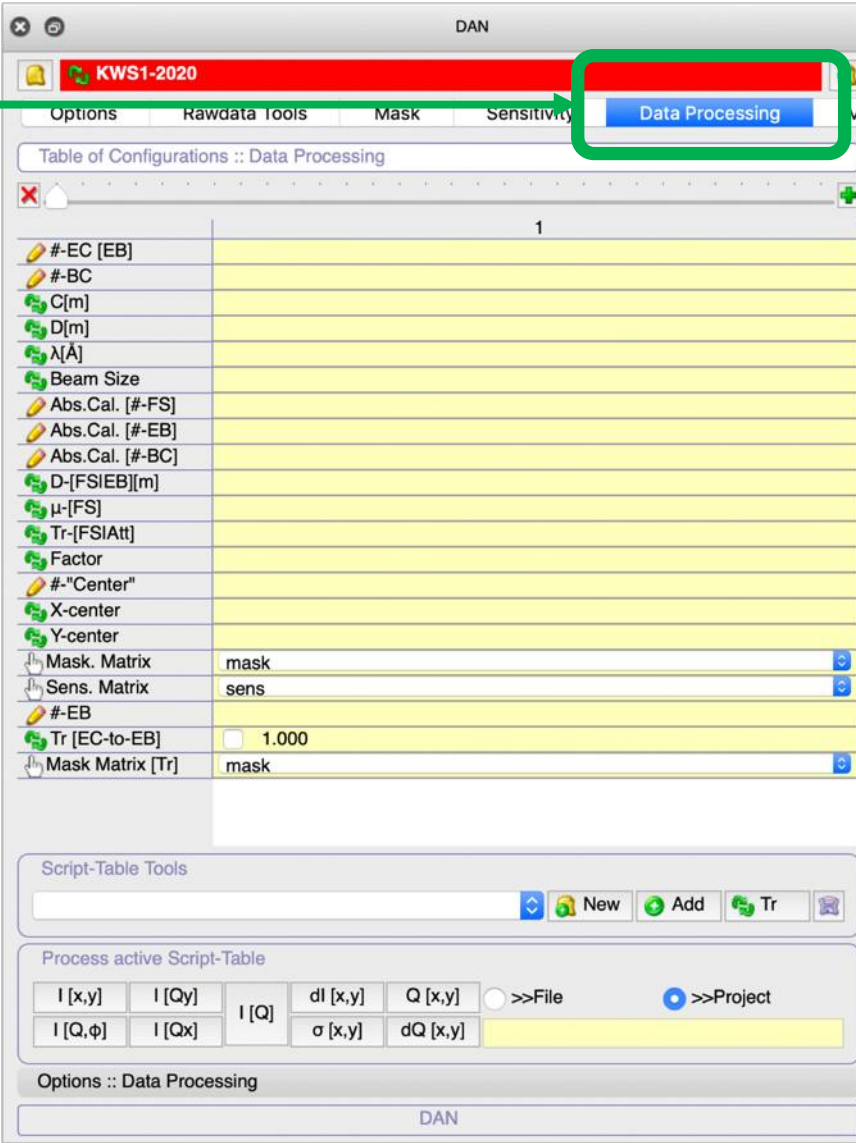 DAN
KWS1-2020
Options Rawdata Tools Mask Sensitivity Data Processing
Table of Configurations :: Data Processing
1
#-EC [EB]
#-BC
C[m]
D[m]
λ[Å]
Beam Size
Abs.Cal. [#-FS]
Abs.Cal. [#-EB]
Abs.Cal. [#-BC]
D-[FS|EB][m]
μ-[FS]
Tr-[FS|Att]
Factor
#-"Center"
X-center
Y-center
Mask. Matrix mask
Sens. Matrix sens
#-EB
Tr [EC-to-EB] 1.000
Mask Matrix [Tr] mask
Script-Table Tools
New Add Tr
Process active Script-Table
I [x,y] I [Qy] I [Q] dI [x,y] Q [x,y] >>File >>Project
I [Q,φ] I [Qx] σ [x,y] dQ [x,y]
Options :: Data Processing
DAN